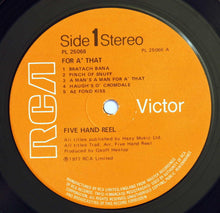 Side 1 Stereo
PL 25066
PL 25066 A
FOR A' THAT
1 BRATACH BANA
2 PINCH OF SNUFF
3 A MAN'S A MAN FOR A' THAT
4 HAUGH'S O' CROMDALE
5 AE FOND KISS
RCA
Victor
FIVE HAND REEL
All titles published by Hazy Music Ltd.
All titles Trad. Arr. Five Hand Reel
Produced by Geoff Heslop
℗ 1977 RCA Limited